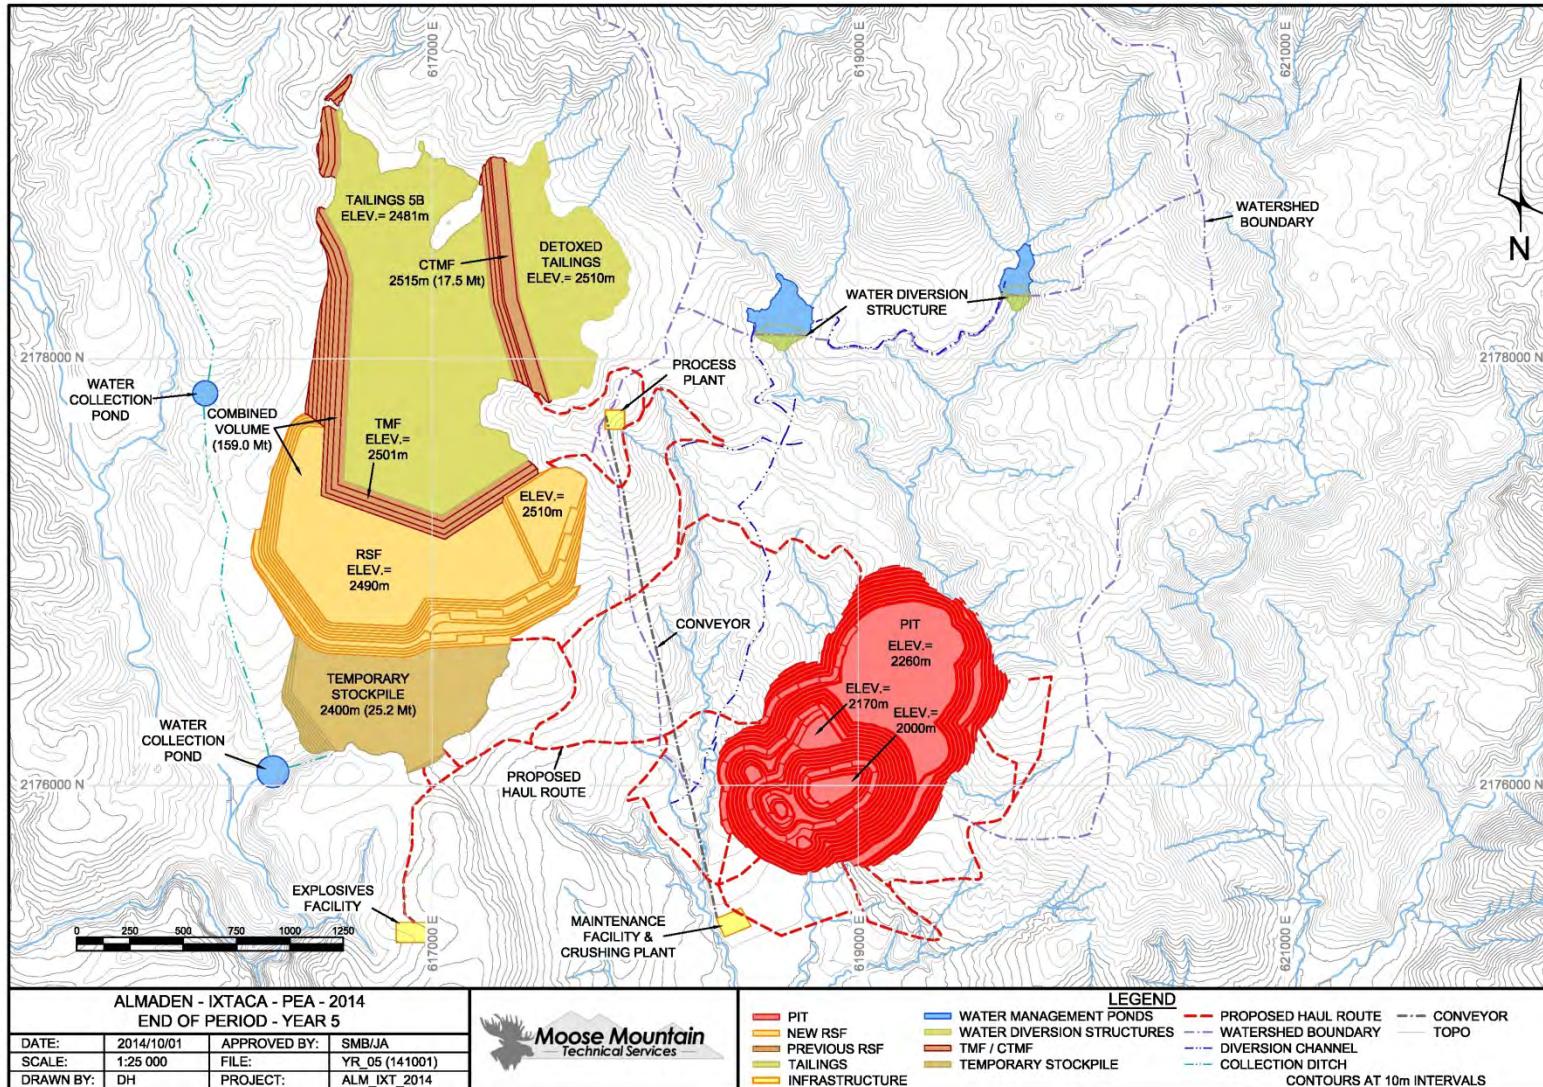 617000 E
619000 E
621000 E
TAILINGS 5B
ELEV.= 2481m
CTMF
2515m (17.5 Mt)
DETOXED
TAILINGS
ELEV.= 2510m
WATERSHED
BOUNDARY
N
WATER DIVERSION
STRUCTURE
2178000 N
2178000 N
WATER
COLLECTION
POND
COMBINED
VOLUME
(159.0 Mt)
PROCESS
PLANT
TMF
ELEV.=
2501m
ELEV.=
2510m
RSF
ELEV.=
2490m
CONVEYOR
PIT
ELEV.=
2260m
ELEV.=
2170m
ELEV.=
2000m
TEMPORARY
STOCKPILE
2400m (25.2 Mt)
WATER
COLLECTION
POND
PROPOSED
HAUL ROUTE
2176000 N
2176000 N
EXPLOSIVES
FACILITY
MAINTENANCE
FACILITY &
CRUSHING PLANT
0 250 500 750 1000 1250
617000 E
619000 E
621000 E
ALMADEN - IXTACA - PEA - 2014
END OF PERIOD - YEAR 5
DATE: 2014/10/01 APPROVED BY: SMB/JA
SCALE: 1:25 000 FILE: YR_05 (141001)
DRAWN BY: DH PROJECT: ALM_IXT_2014
Moose Mountain
Technical Services
LEGEND
PIT
NEW RSF
PREVIOUS RSF
TAILINGS
INFRASTRUCTURE
WATER MANAGEMENT PONDS
WATER DIVERSION STRUCTURES
TMF / CTMF
TEMPORARY STOCKPILE
PROPOSED HAUL ROUTE
WATERSHED BOUNDARY
DIVERSION CHANNEL
COLLECTION DITCH
CONVEYOR
TOPO
CONTOURS AT 10m INTERVALS